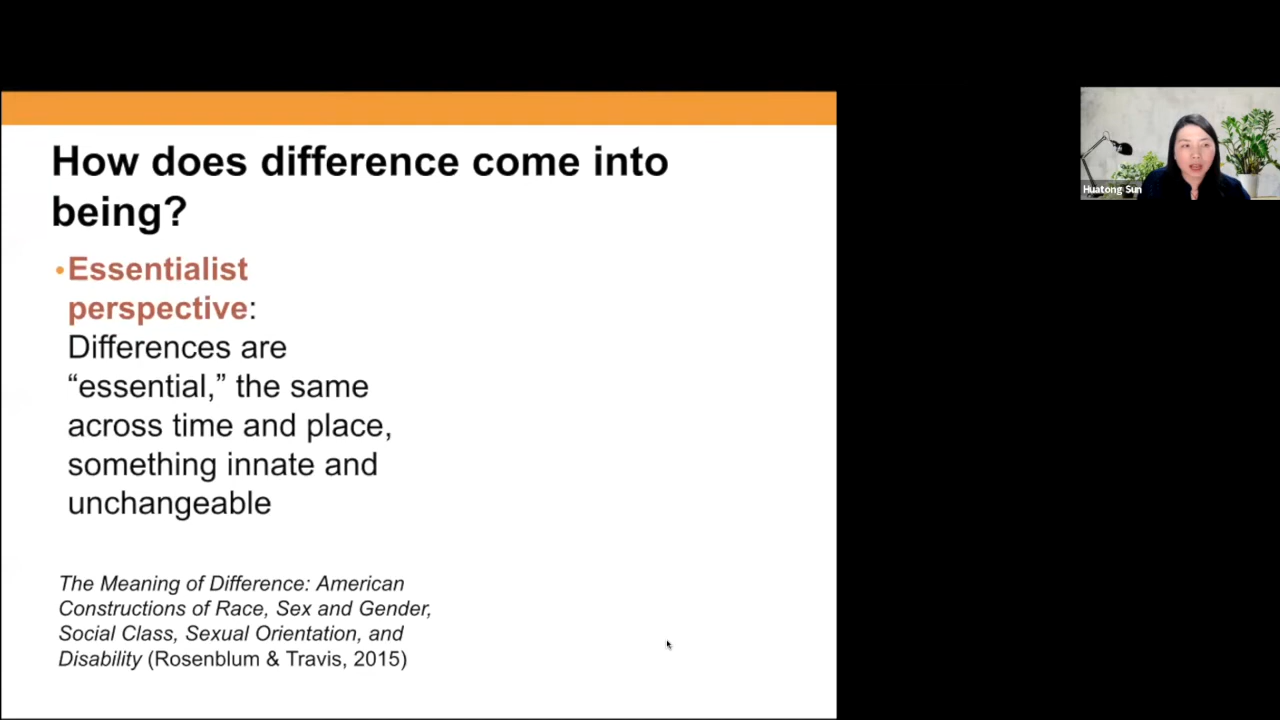 How does difference come into
being?
•Essentialist
perspective:
Differences are
“essential,” the same
across time and place,
something innate and
unchangeable
The Meaning of Difference: American
Constructions of Race, Sex and Gender,
Social Class, Sexual Orientation, and
Disability (Rosenblum & Travis, 2015)
Huatong Sun